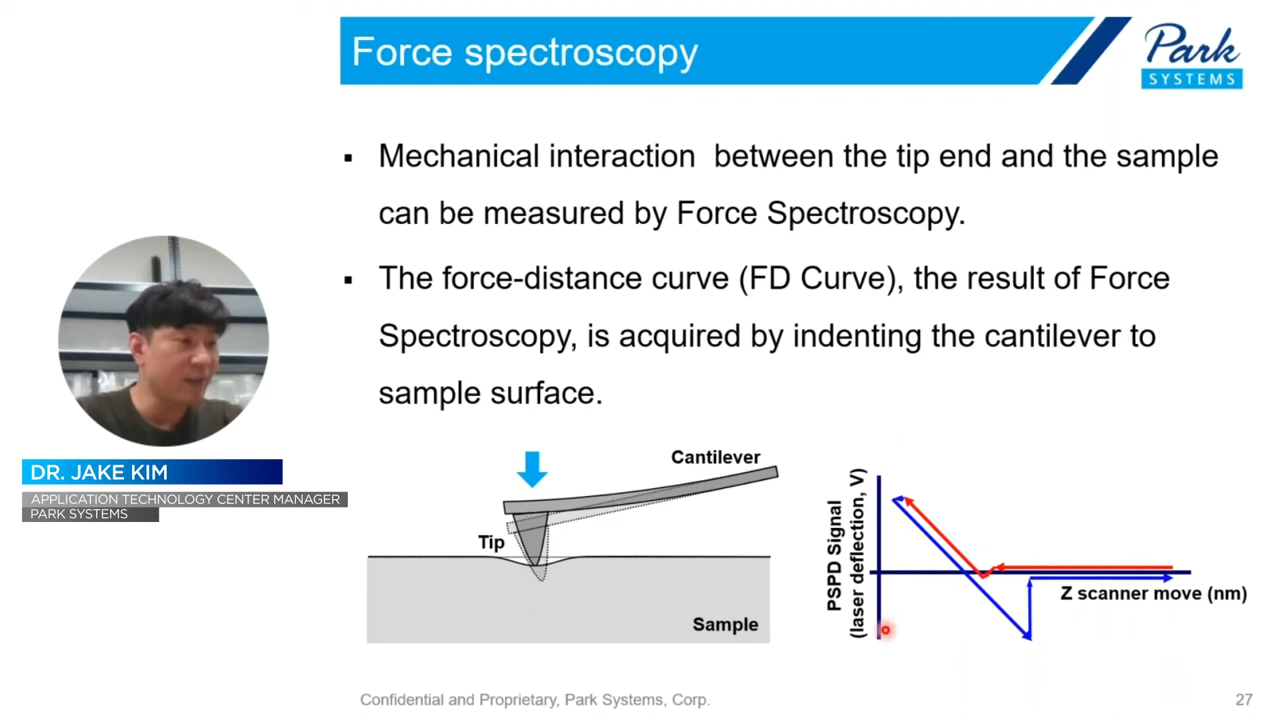 Force spectroscopy
Park
SYSTEMS
▪ Mechanical interaction between the tip end and the sample
can be measured by Force Spectroscopy.
▪ The force-distance curve (FD Curve), the result of Force
Spectroscopy, is acquired by indenting the cantilever to
sample surface.
DR. JAKE KIM
APPLICATION TECHNOLOGY CENTER MANAGER
PARK SYSTEMS
Cantilever
Tip
Sample
PSPD Signal
(laser deflection, V)
Z scanner move (nm)
Confidential and Proprietary, Park Systems, Corp.
27